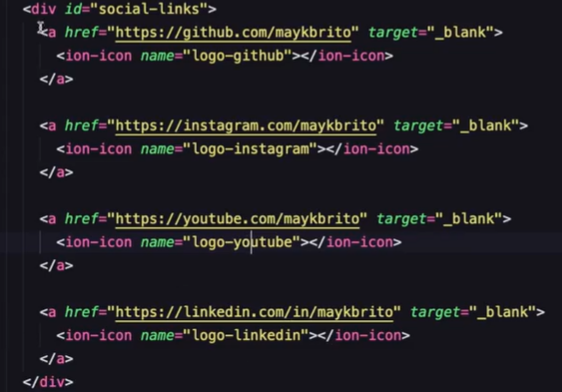 <div id="social-links">
<a href="https://github.com/maykbrito" target="_blank">
<ion-icon name="logo-github"></ion-icon>
</a>
<a href="https://instagram.com/maykbrito" target="_blank">
<ion-icon name="logo-instagram"></ion-icon>
</a>
<a href="https://youtube.com/maykbrito" target="_blank">
<ion-icon name="logo-youtube"></ion-icon>
</a>
<a href="https://linkedin.com/in/maykbrito" target="_blank">
<ion-icon name="logo-linkedin"></ion-icon>
</a>
</div>